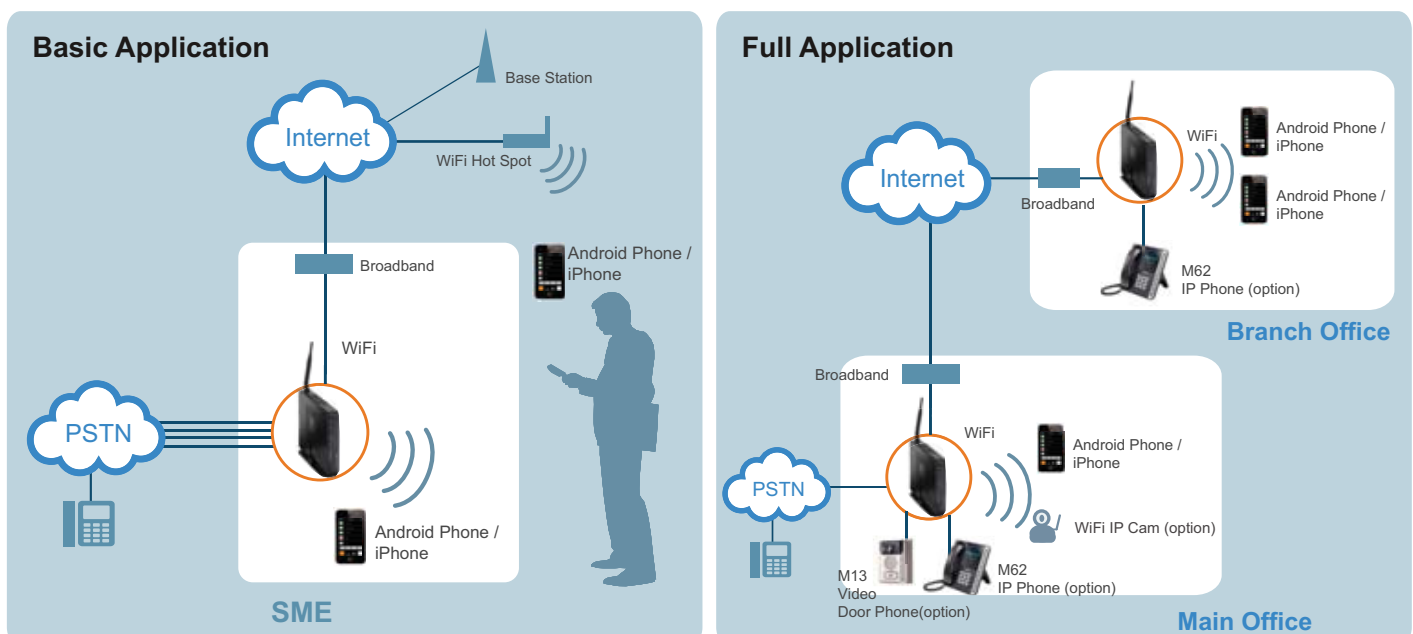 Basic Application
Base Station
Internet
WiFi Hot Spot
Android Phone /
iPhone
Broadband
WiFi
PSTN
Android Phone /
iPhone
SME
Full Application
WiFi
Android Phone /
iPhone
Internet
Broadband
Android Phone /
iPhone
M62
IP Phone (option)
Branch Office
Broadband
WiFi
Android Phone /
iPhone
PSTN
WiFi IP Cam (option)
M13
Video
Door Phone(option)
M62
IP Phone (option)
Main Office